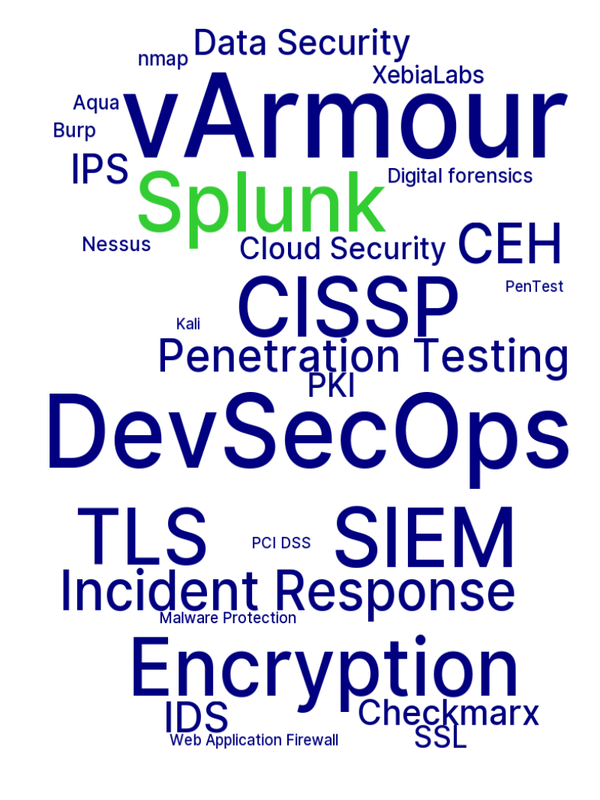 Data Security
nmap
XebiaLabs
vArmour
Aqua
Burp
IPS
Digital forensics
Splunk
Nessus
Cloud Security
CEH
PenTest
CISSP
Kali
Penetration Testing
PKI
DevSecOps
TLS
PCI DSS
SIEM
Incident Response
Malware Protection
Encryption
IDS
Checkmarx
Web Application Firewall
SSL